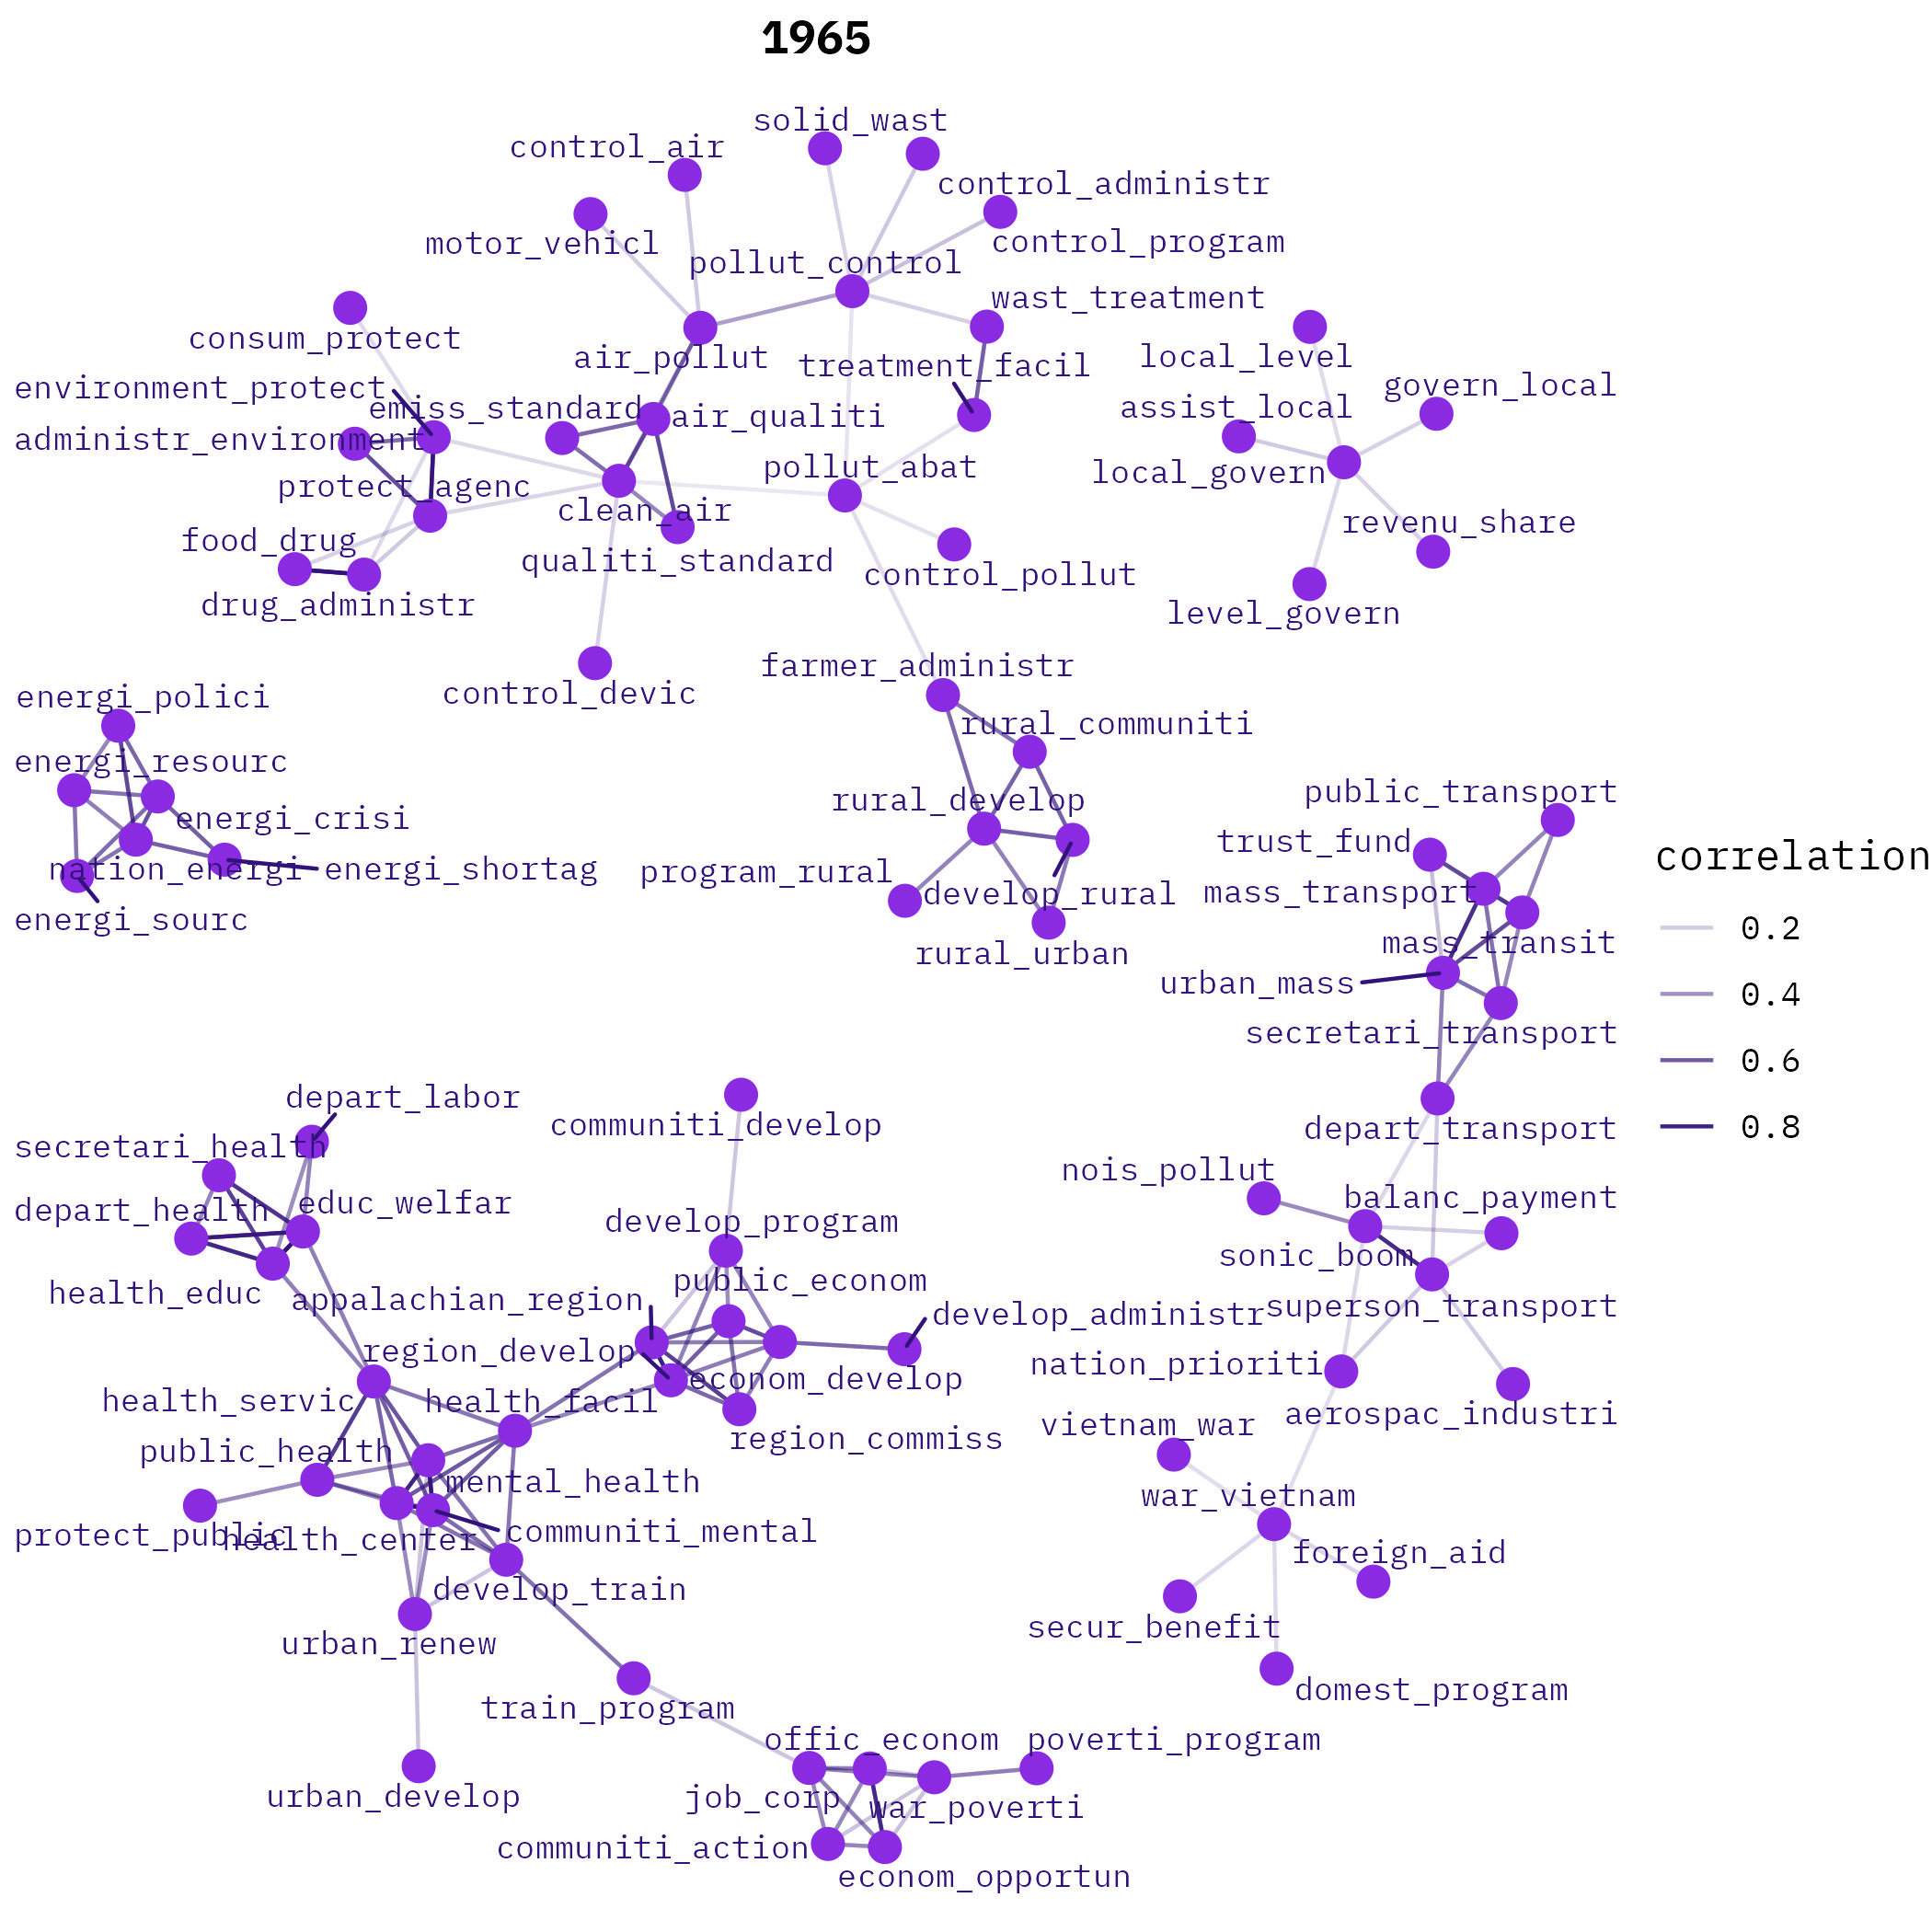 1965
solid_wast
control_air
control_administr
motor_vehicl
control_program
pollut_control
wast_treatment
consum_protect
air_pollut
treatment_facil
local_level
environment_protect
govern_local
emiss_standard
air_qualiti
assist_local
administr_environment
pollut_abat
local_govern
protect_agenc
clean_air
revenu_share
food_drug
qualiti_standard
control_pollut
drug_administr
level_govern
farmer_administr
energi_polici
control_devic
rural_communiti
energi_resourc
public_transport
rural_develop
energi_crisi
trust_fund
correlation
nation_energi
energi_shortag
program_rural
develop_rural
mass_transport
energi_sourc
0.2
rural_urban
mass_transit
urban_mass
0.4
secretari_transport
0.6
depart_labor
communiti_develop
depart_transport
0.8
secretari_health
nois_pollut
depart_health
educ_welfar
balanc_payment
develop_program
sonic_boom
health_educ
public_econom
appalachian_region
develop_administr
superson_transport
region_develop
nation_prioriti
econom_develop
health_servic
health_facil
aerospac_industri
vietnam_war
region_commiss
public_health
mental_health
war_vietnam
protect_public
health_center
communiti_mental
foreign_aid
develop_train
secur_benefit
urban_renew
domest_program
train_program
offic_econom
poverti_program
urban_develop
job_corp
war_poverti
communiti_action
econom_opportun